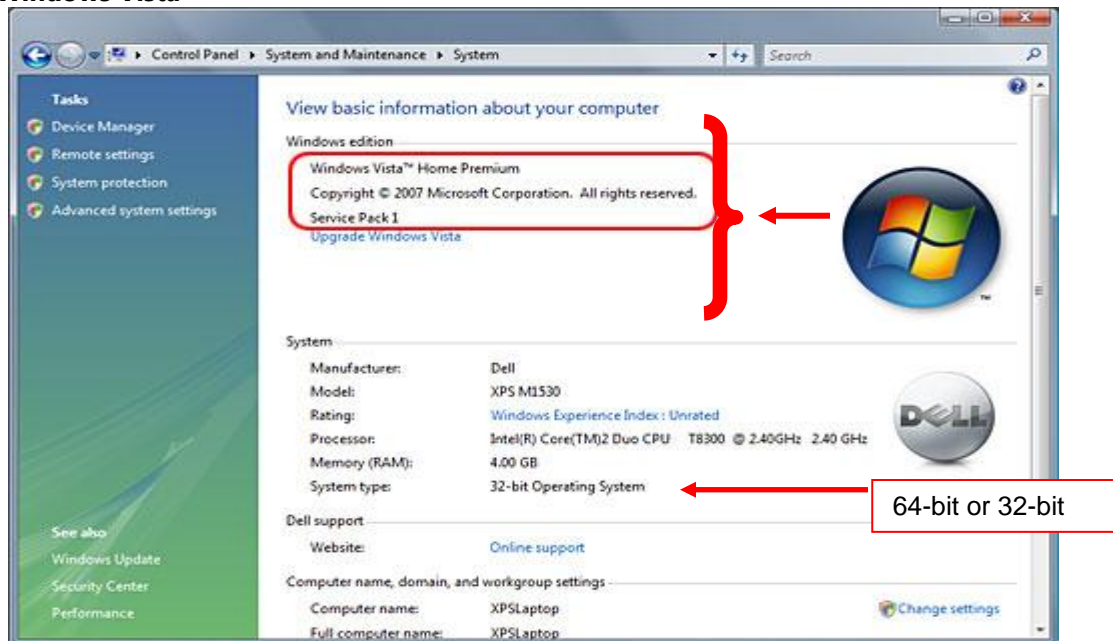 Control Panel ▸ System and Maintenance ▸ System
Search
Tasks
Device Manager
Remote settings
System protection
Advanced system settings
See also
Windows Update
Security Center
Performance
View basic information about your computer
Windows edition
Windows Vista™ Home Premium
Copyright © 2007 Microsoft Corporation. All rights reserved.
Service Pack 1
Upgrade Windows Vista
TM
System
Manufacturer: Dell
Model: XPS M1530
Rating: Windows Experience Index : Unrated
Processor: Intel(R) Core(TM)2 Duo CPU T8300 @ 2.40GHz 2.40 GHz
Memory (RAM): 4.00 GB
System type: 32-bit Operating System
DELL
64-bit or 32-bit
Dell support
Website: Online support
Computer name, domain, and workgroup settings
Computer name: XPSLaptop
Change settings
Full computer name: XPSLaptop